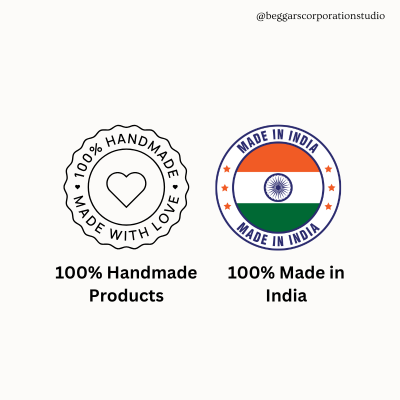 @beggarscorporationstudio
100% HANDMADE
MADE WITH LOVE
MADE IN INDIA
MADE IN INDIA
100% Handmade
Products
100% Made in
India